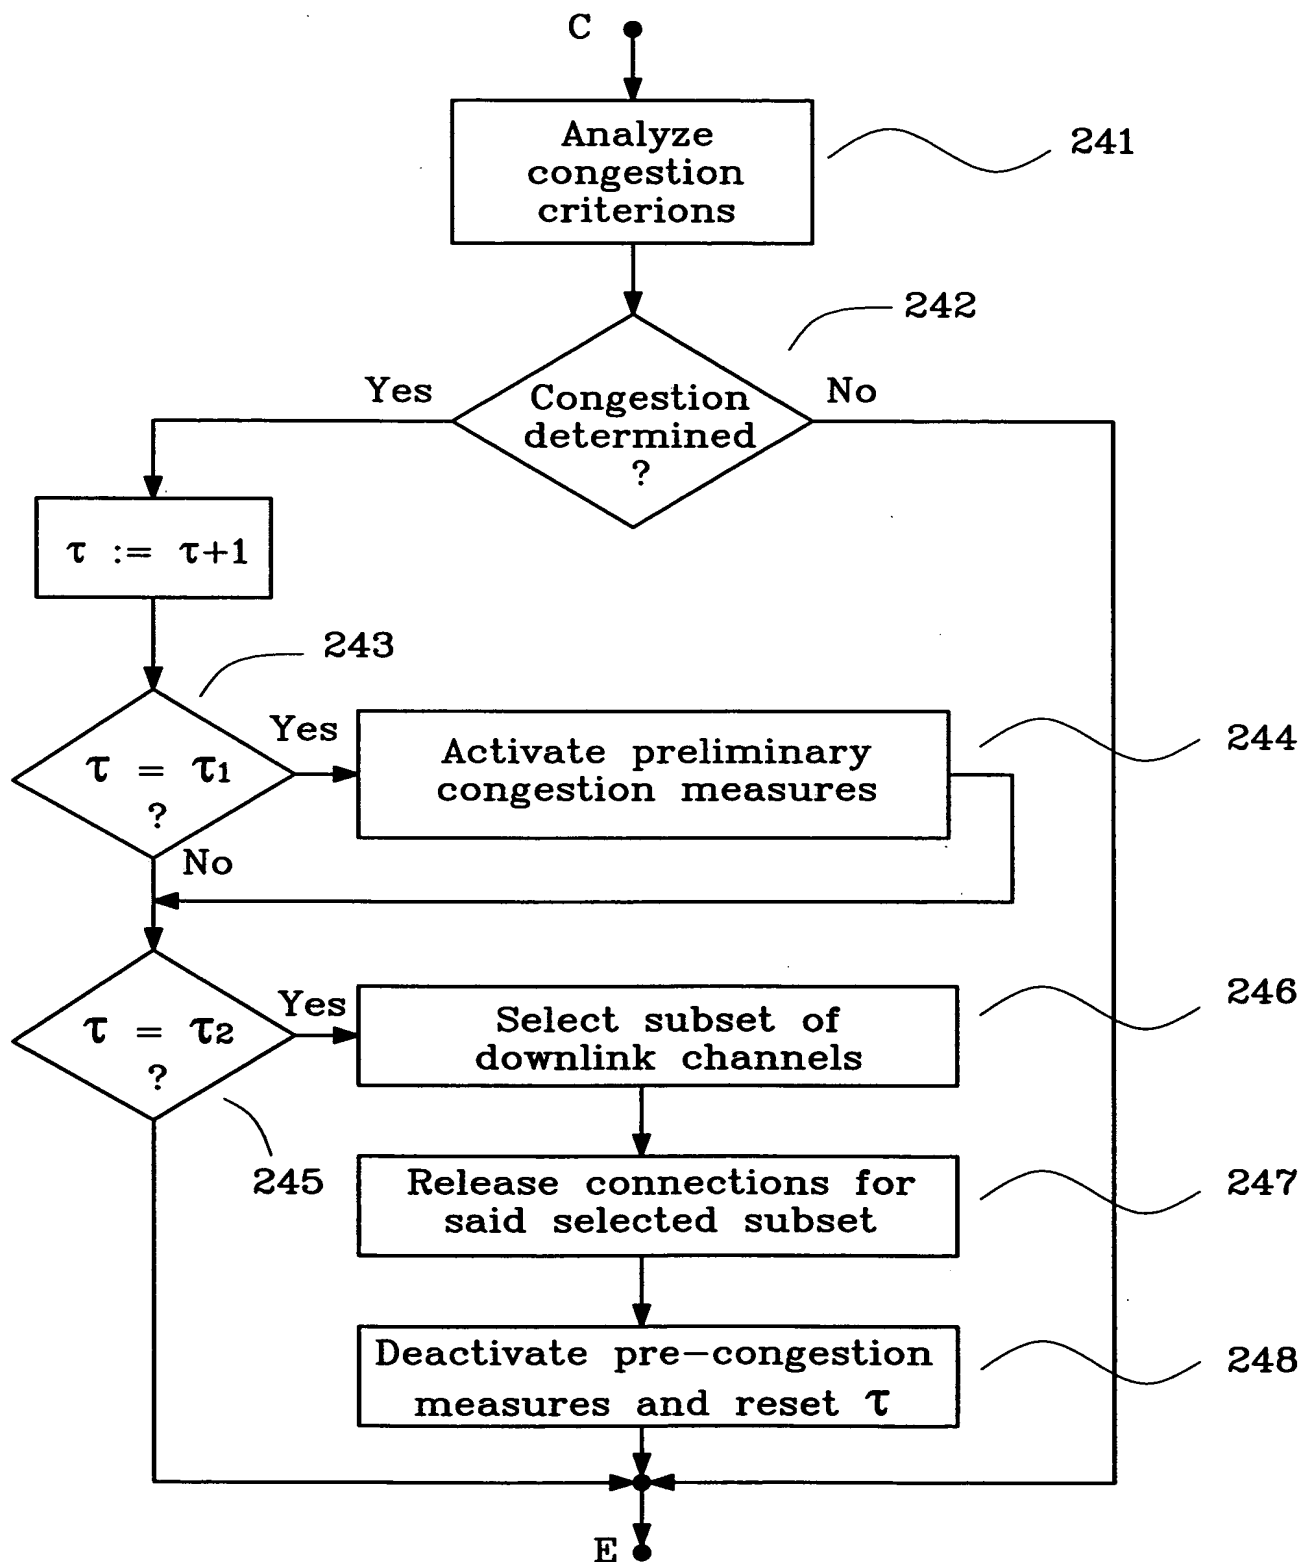 C
Analyze
congestion
criterions
241
242
Yes
No
Congestion
determined
?
τ := τ+1
243
τ = τ1
?
Yes
Activate preliminary
congestion measures
244
No
τ = τ2
?
Yes
245
Select subset of
downlink channels
246
Release connections for
said selected subset
247
Deactivate pre-congestion
measures and reset τ
248
E